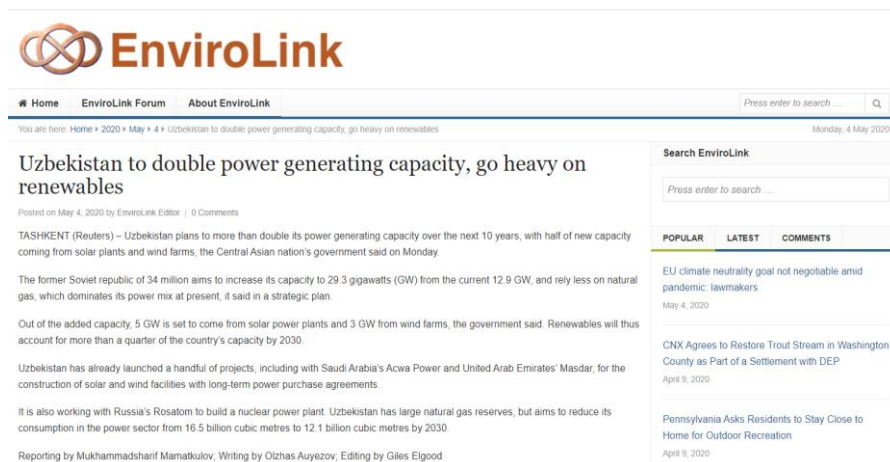 EnviroLink
Home EnviroLink Forum About EnviroLink Press enter to search ...
You are here: Home 2020 May 4 Uzbekistan to double power generating capacity, go heavy on renewables Monday, 4 May 2020
Uzbekistan to double power generating capacity, go heavy on
renewables
Posted on May 4, 2020 by EnviroLink Editor | 0 Comments
TASHKENT (Reuters) – Uzbekistan plans to more than double its power generating capacity over the next 10 years, with half of new capacity
coming from solar plants and wind farms, the Central Asian nation's government said on Monday.
The former Soviet republic of 34 million aims to increase its capacity to 29.3 gigawatts (GW) from the current 12.9 GW, and rely less on natural
gas, which dominates its power mix at present, it said in a strategic plan.
Out of the added capacity, 5 GW is set to come from solar power plants and 3 GW from wind farms, the government said. Renewables will thus
account for more than a quarter of the country's capacity by 2030.
Uzbekistan has already launched a handful of projects, including with Saudi Arabia's Acwa Power and United Arab Emirates' Masdar, for the
construction of solar and wind facilities with long-term power purchase agreements.
It is also working with Russia's Rosatom to build a nuclear power plant. Uzbekistan has large natural gas reserves, but aims to reduce its
consumption in the power sector from 16.5 billion cubic metres to 12.1 billion cubic metres by 2030.
Reporting by Mukhammadsharif Mamatkulov; Writing by Olzhas Auyezov; Editing by Giles Elgood
Search EnviroLink
Press enter to search ...
POPULAR LATEST COMMENTS
EU climate neutrality goal not negotiable amid
pandemic: lawmakers
May 4, 2020
CNX Agrees to Restore Trout Stream in Washington
County as Part of a Settlement with DEP
April 9, 2020
Pennsylvania Asks Residents to Stay Close to
Home for Outdoor Recreation
April 9, 2020